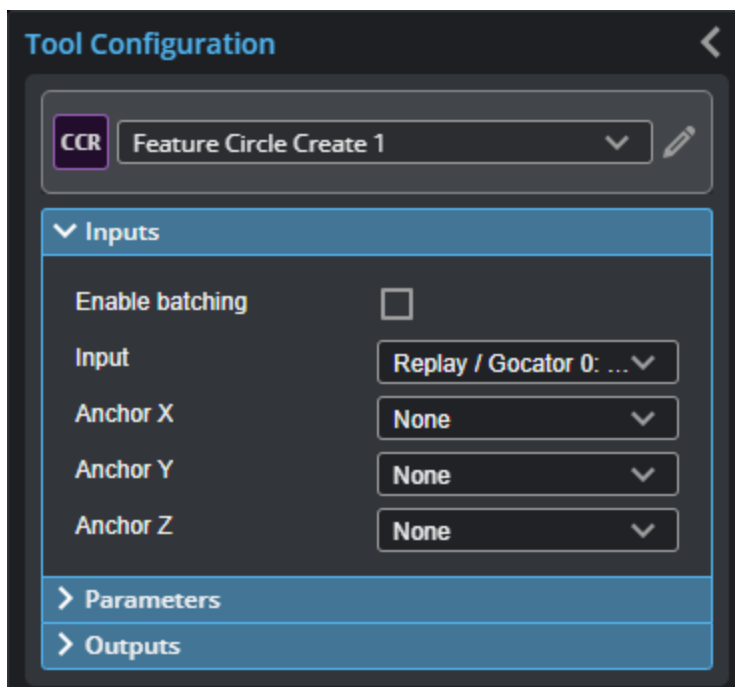 Tool Configuration
CCR Feature Circle Create 1
Inputs
Enable batching
Input Replay / Gocator 0: ...
Anchor X None
Anchor Y None
Anchor Z None
Parameters
Outputs